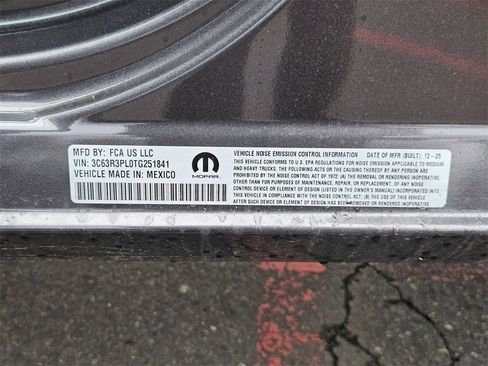 MFD BY: FCA US LLC
VIN: 3C63R3PL0TG251841
VEHICLE MADE IN: MEXICO
MOPAR
VEHICLE NOISE EMISSION CONTROL INFORMATION DATE OF MFR (BUILT): 12-25
THIS VEHICLE CONFORMS TO U.S. EPA REGULATIONS FOR NOISE EMISSION APPLICABLE TO MEDIUM
AND HEAVY TRUCKS. THE FOLLOWING ACTS OR THE CAUSING THEREOF BY ANY PERSON ARE
PROHIBITED BY THE NOISE CONTROL ACT OF 1972: (A) THE REMOVAL OR RENDERING INOPERATIVE,
OTHER THAN FOR PURPOSES OF MAINTENANCE, REPAIR, OR REPLACEMENT, OF ANY NOISE
CONTROL DEVICE OR ELEMENT OF DESIGN (LISTED IN THE OWNER'S MANUAL) INCORPORATED INTO
THIS VEHICLE IN COMPLIANCE WITH THE NOISE CONTROL ACT; (B) THE USE OF THIS VEHICLE
AFTER SUCH DEVICE OR ELEMENT OF DESIGN HAS BEEN REMOVED OR RENDERED INOPERATIVE.